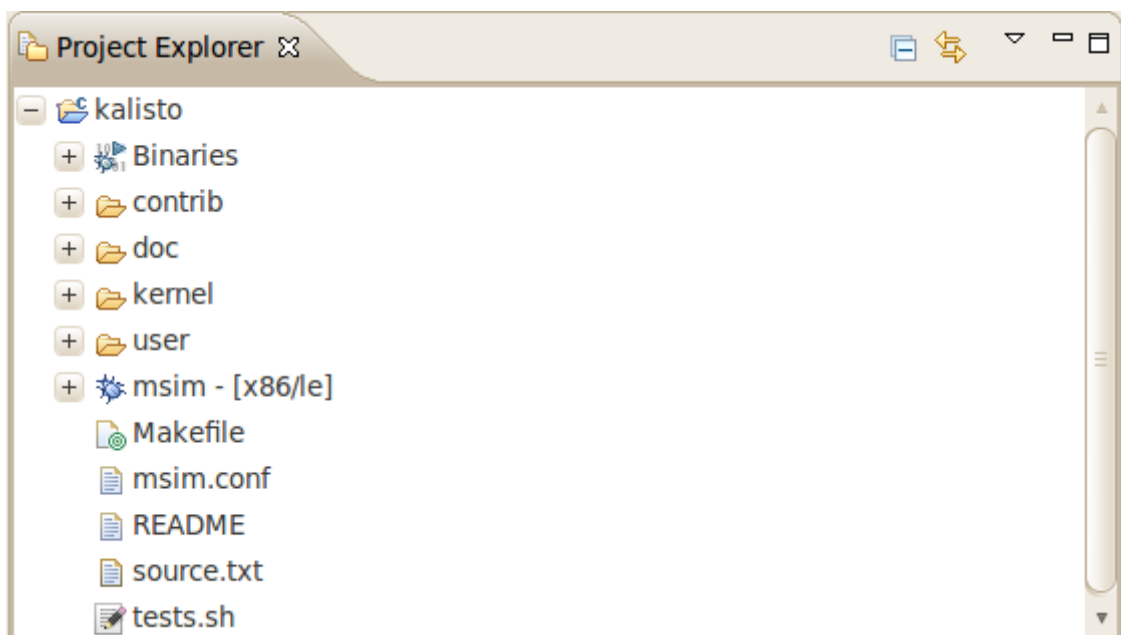 Project Explorer
kalisto
Binaries
contrib
doc
kernel
user
msim - [x86/le]
Makefile
msim.conf
README
source.txt
tests.sh